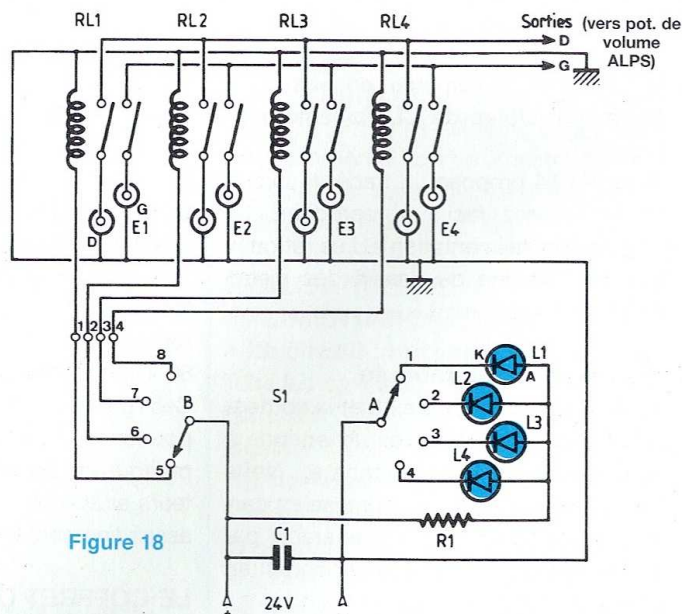 RL1 RL2 RL3 RL4 Sorties (vers pot. de
volume
ALPS)
D
G
G
D E1 E2 E3 E4
1 2 3 4
8
7
6
5
B
S1
A
1 K L1
A
2 L2
3 L3
4 L4
R1
Figure 18
C1
+ 24V